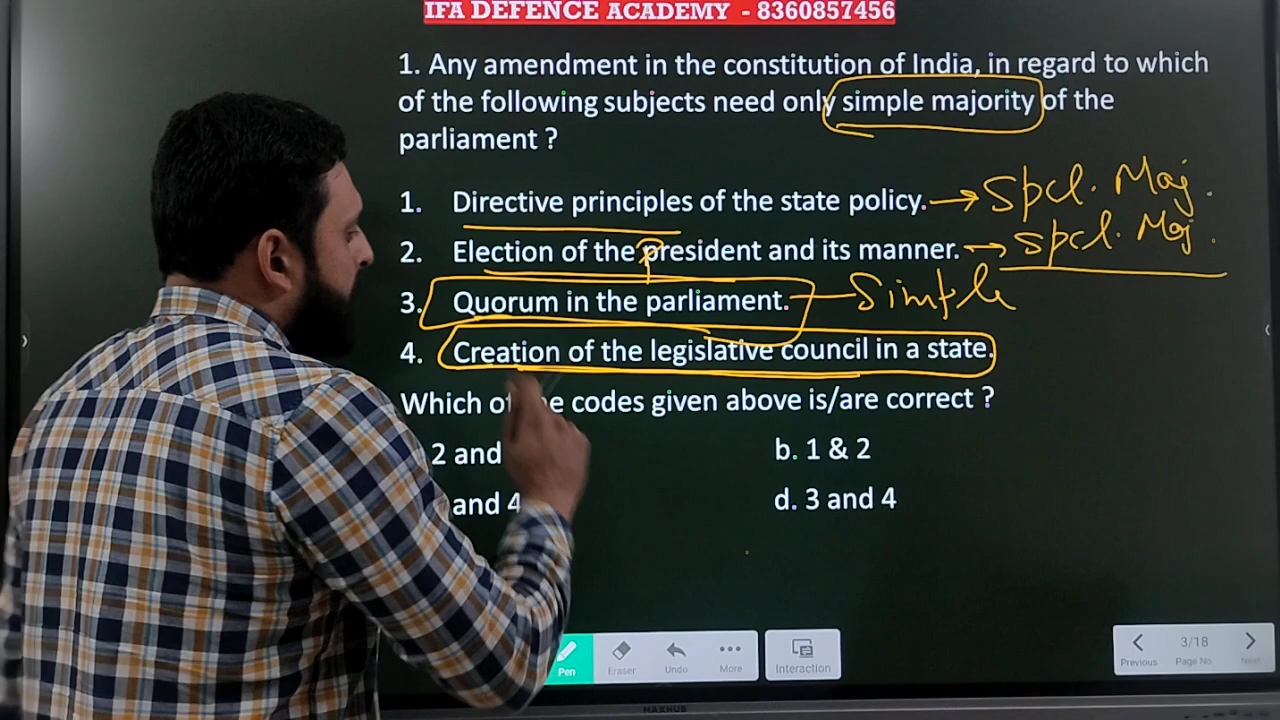 IFA DEFENCE ACADEMY - 8360857456
1. Any amendment in the constitution of India, in regard to which
of the following subjects need only simple majority of the
parliament ?
1. Directive principles of the state policy. → Spcl. Maj.
2. Election of the president and its manner. → Spcl. Maj.
3. Quorum in the parliament. Simple
4. Creation of the legislative council in a state.
Which codes given above is/are correct ?
2 and b. 1 & 2
and 4 d. 3 and 4
Pen Eraser Undo More Interaction
Previous 3/18 Page No. Next
MAXHUB